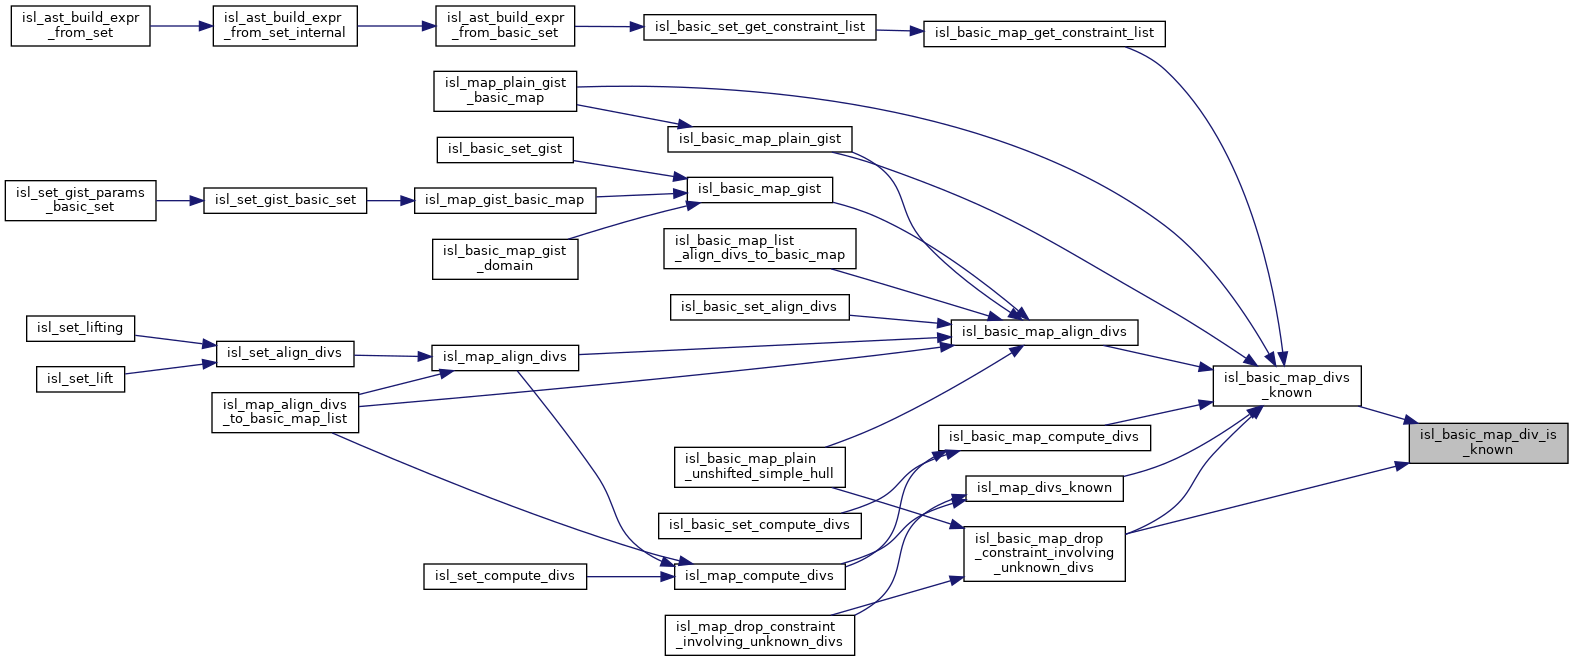 isl_ast_build_expr
_from_set
isl_ast_build_expr
_from_set_internal
isl_ast_build_expr
_from_basic_set
isl_basic_set_get_constraint_list
isl_basic_map_get_constraint_list
isl_map_plain_gist
_basic_map
isl_basic_map_plain_gist
isl_basic_set_gist
isl_set_gist_params
_basic_set
isl_set_gist_basic_set
isl_map_gist_basic_map
isl_basic_map_gist
isl_basic_map_gist
_domain
isl_basic_map_list
_align_divs_to_basic_map
isl_basic_set_align_divs
isl_basic_map_align_divs
isl_set_lifting
isl_set_align_divs
isl_map_align_divs
isl_set_lift
isl_map_align_divs
_to_basic_map_list
isl_basic_map_divs
_known
isl_basic_map_div_is
_known
isl_basic_map_compute_divs
isl_basic_map_plain
_unshifted_simple_hull
isl_map_divs_known
isl_basic_set_compute_divs
isl_basic_map_drop
_constraint_involving
_unknown_divs
isl_set_compute_divs
isl_map_compute_divs
isl_map_drop_constraint
_involving_unknown_divs